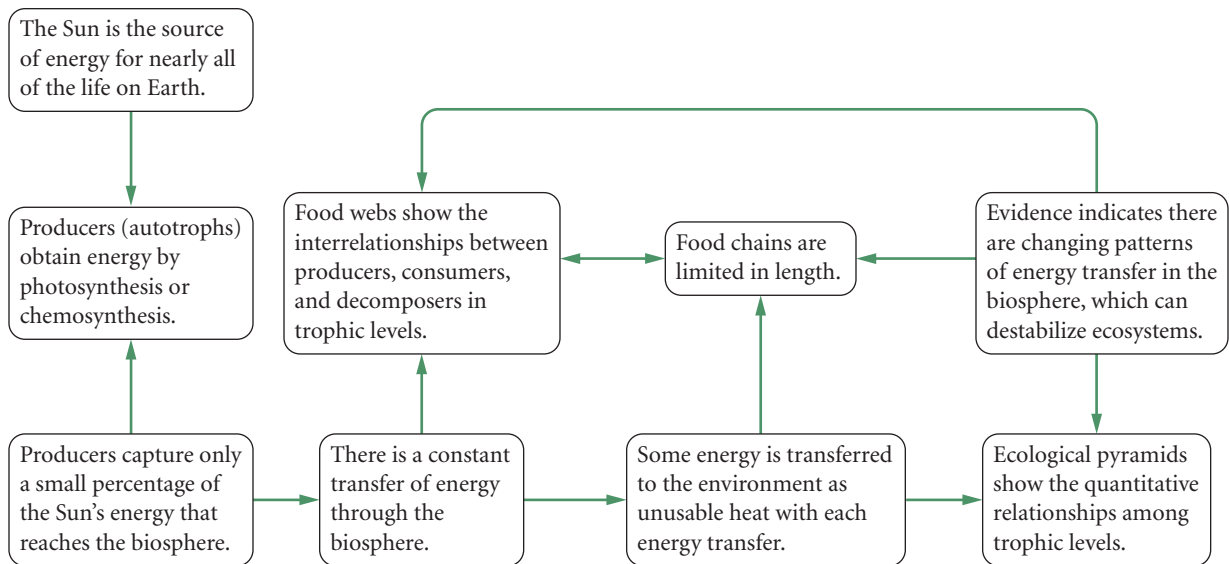 The Sun is the source
of energy for nearly all
of the life on Earth.
Producers (autotrophs)
obtain energy by
photosynthesis or
chemosynthesis.
Food webs show the
interrelationships between
producers, consumers,
and decomposers in
trophic levels.
Food chains are
limited in length.
Evidence indicates there
are changing patterns
of energy transfer in the
biosphere, which can
destabilize ecosystems.
Producers capture only
a small percentage of
the Sun’s energy that
reaches the biosphere.
There is a constant
transfer of energy
through the
biosphere.
Some energy is transferred
to the environment as
unusable heat with each
energy transfer.
Ecological pyramids
show the quantitative
relationships among
trophic levels.